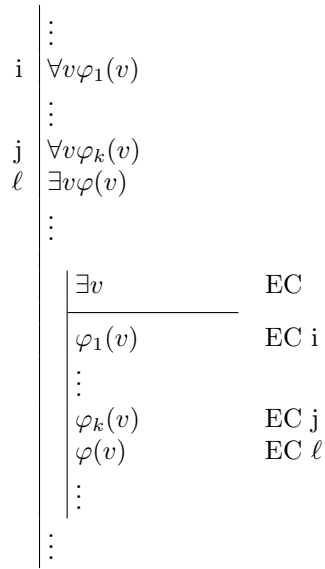 ⋮
i ∀vφ₁(v)
⋮
j ∀vφₖ(v)
ℓ ∃vφ(v)
⋮
∃v EC
φ₁(v) EC i
⋮
φₖ(v) EC j
φ(v) EC ℓ
⋮
⋮